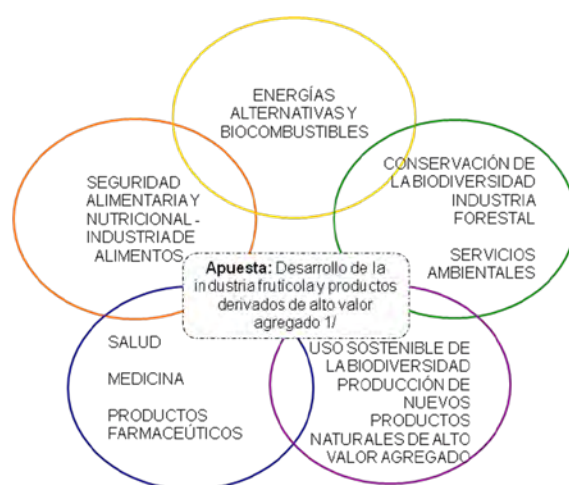 ENERGÍAS
ALTERNATIVAS Y
BIOCOMBUSTIBLES
SEGURIDAD
ALIMENTARIA Y
NUTRICIONAL -
INDUSTRIA DE
ALIMENTOS
CONSERVACIÓN DE
LA BIODIVERSIDAD
INDUSTRIA
FORESTAL
SERVICIOS
AMBIENTALES
Apuesta: Desarrollo de la
industria frutícola y productos
derivados de alto valor
agregado 1/
SALUD
MEDICINA
PRODUCTOS
FARMACEÚTICOS
USO SOSTENIBLE DE
LA BIODIVERSIDAD
PRODUCCIÓN DE
NUEVOS
PRODUCTOS
NATURALES DE ALTO
VALOR AGREGADO